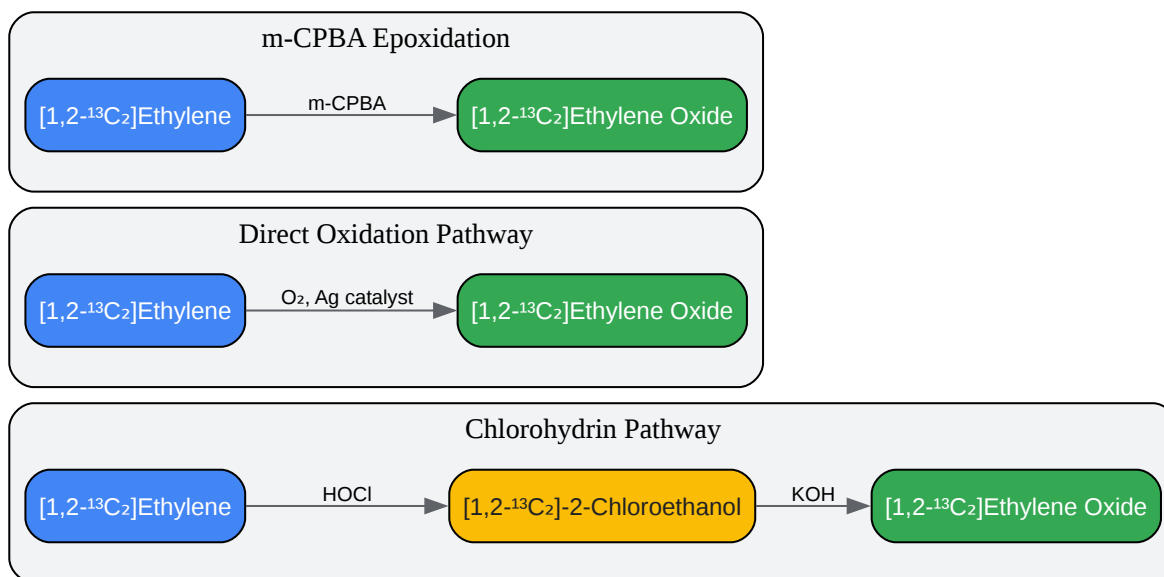 m-CPBA Epoxidation
[1,2-¹³C₂]Ethylene
m-CPBA
[1,2-¹³C₂]Ethylene Oxide
Direct Oxidation Pathway
[1,2-¹³C₂]Ethylene
O₂, Ag catalyst
[1,2-¹³C₂]Ethylene Oxide
Chlorohydrin Pathway
[1,2-¹³C₂]Ethylene
HOCl
[1,2-¹³C₂]-2-Chloroethanol
KOH
[1,2-¹³C₂]Ethylene Oxide